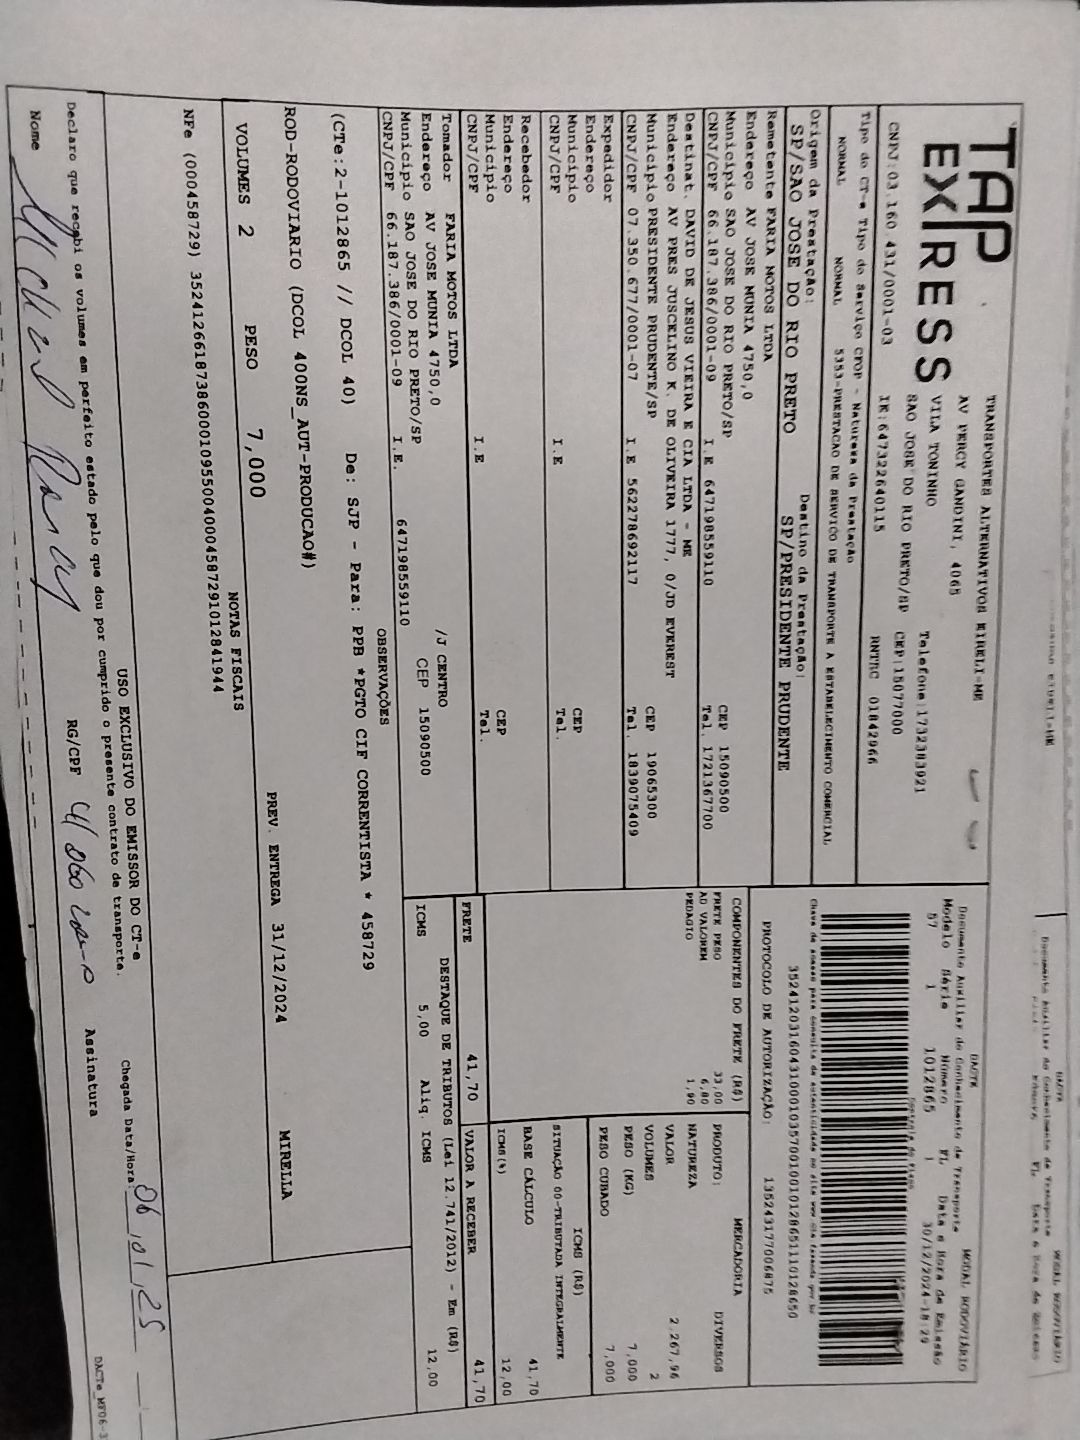 TAP
EXPRESS
TRANSPORTES ALTERNATIVOS EIRELI-ME
AV PERCY GANDINI, 4065
VILA TONINHO
SAO JOSE DO RIO PRETO/SP CEP:15077000
Telefone:1732383921
CNPJ:03.160.431/0001-03 IE:647322640115 RNTRC 01842966
DACTE
MODAL RODOVIÁRIO
Documento Auxiliar do Conhecimento de Transporte
Modelo Série Número FL Data e Hora de Emissão
57 1 1012865 1 30/12/2024-18:29
Controle do Fisco
Tipo do CT-e Tipo do Serviço CFOP - Natureza da Prestação
NORMAL NORMAL 5353-PRESTACAO DE SERVICO DE TRANSPORTE A ESTABELECIMENTO COMERCIAL
Origem da Prestação: Destino da Prestação:
SP/SAO JOSE DO RIO PRETO SP/PRESIDENTE PRUDENTE
PROTOCOLO DE AUTORIZAÇÃO: 135243177006875
Remetente FARIA MOTOS LTDA
Endereço AV JOSE MUNIA 4750,0
Município SAO JOSE DO RIO PRETO/SP CEP 15090500
CNPJ/CPF 66.187.386/0001-09 I.E 647198559110 Tel. 1721367700
Destinat. DAVID DE JESUS VIEIRA E CIA LTDA - ME
Endereço AV PRES JUSCELINO K. DE OLIVEIRA 1777, 0/JD EVEREST
Município PRESIDENTE PRUDENTE/SP CEP 19065300
CNPJ/CPF 07.350.677/0001-07 I.E 562278692117 Tel. 1839075409
Expedidor
Endereço
Município CEP
CNPJ/CPF I.E Tel.
Recebedor
Endereço
Município CEP
CNPJ/CPF I.E Tel.
Tomador FARIA MOTOS LTDA
Endereço AV JOSE MUNIA 4750,0 /J CENTRO
Município SAO JOSE DO RIO PRETO/SP CEP 15090500
CNPJ/CPF 66.187.386/0001-09 I.E. 647198559110
COMPONENTES DO FRETE (R$)
FRETE PESO 33,00
AD VALOREM 6,80
PEDAGIO 1,90
MERCADORIA
PRODUTO: DIVERSOS
NATUREZA
VALOR 2.267,96
VOLUMES 2
PESO (KG) 7,000
PESO CUBADO 7,000
ICMS (R$)
SITUAÇÃO 00-TRIBUTADA INTEGRALMENTE
BASE CÁLCULO 41,70
ICMS(%) 12,00
FRETE 41,70 VALOR A RECEBER 41,70
DESTAQUE DE TRIBUTOS (Lei 12.741/2012) - Em (R$)
ICMS 5,00 Aliq. ICMS 12,00
OBSERVAÇÕES
(CTe:2-1012865 // DCOL 40) De: SJP - Para: PPB *PGTO CIF CORRENTISTA * 458729
ROD-RODOVIARIO (DCOL 400NS_AUT-PRODUCAO#)
PREV. ENTREGA 31/12/2024 MIRELLA
VOLUMES 2 PESO 7,000
NOTAS FISCAIS
NFe (000458729) 35241266187386000109550040004587291012841944
USO EXCLUSIVO DO EMISSOR DO CT-e
Declaro que recebi os volumes em perfeito estado pelo que dou por cumprido o presente contrato de transporte.
Chegada Data/Hora: 06/01/25
Nome RG/CPF Assinatura